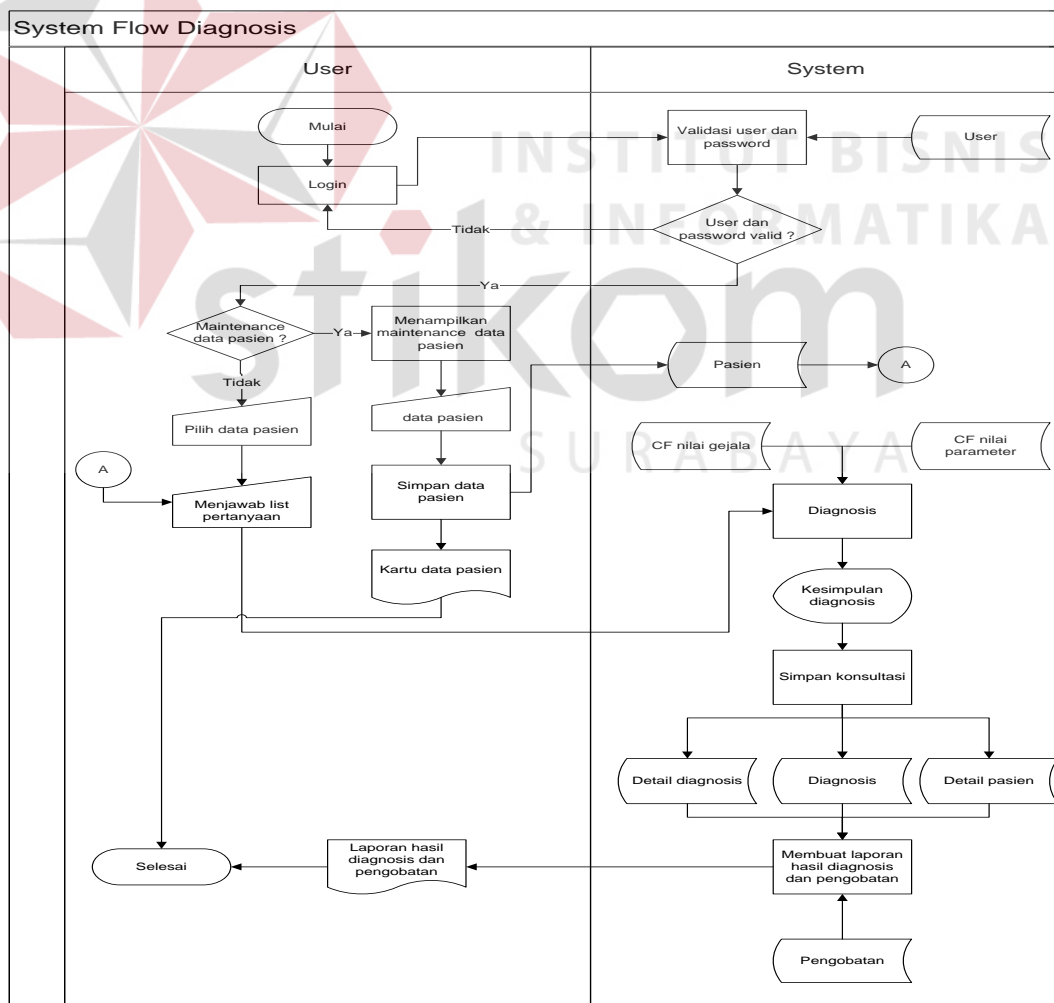 System Flow Diagnosis
User
System
Mulai
Validasi user dan
password
User
Login
User dan
password valid ?
Tidak
Ya
Maintenance
data pasien ?
Ya
Menampilkan
maintenance data
pasien
Pasien
A
Tidak
Pilih data pasien
data pasien
CF nilai gejala
CF nilai
parameter
A
Menjawab list
pertanyaan
Simpan data
pasien
Diagnosis
Kartu data pasien
Kesimpulan
diagnosis
Simpan konsultasi
Detail diagnosis
Diagnosis
Detail pasien
Selesai
Laporan hasil
diagnosis dan
pengobatan
Membuat laporan
hasil diagnosis
dan pengobatan
Pengobatan
INSTITUT BISNIS
& INFORMATIKA
stikom
SURABAYA